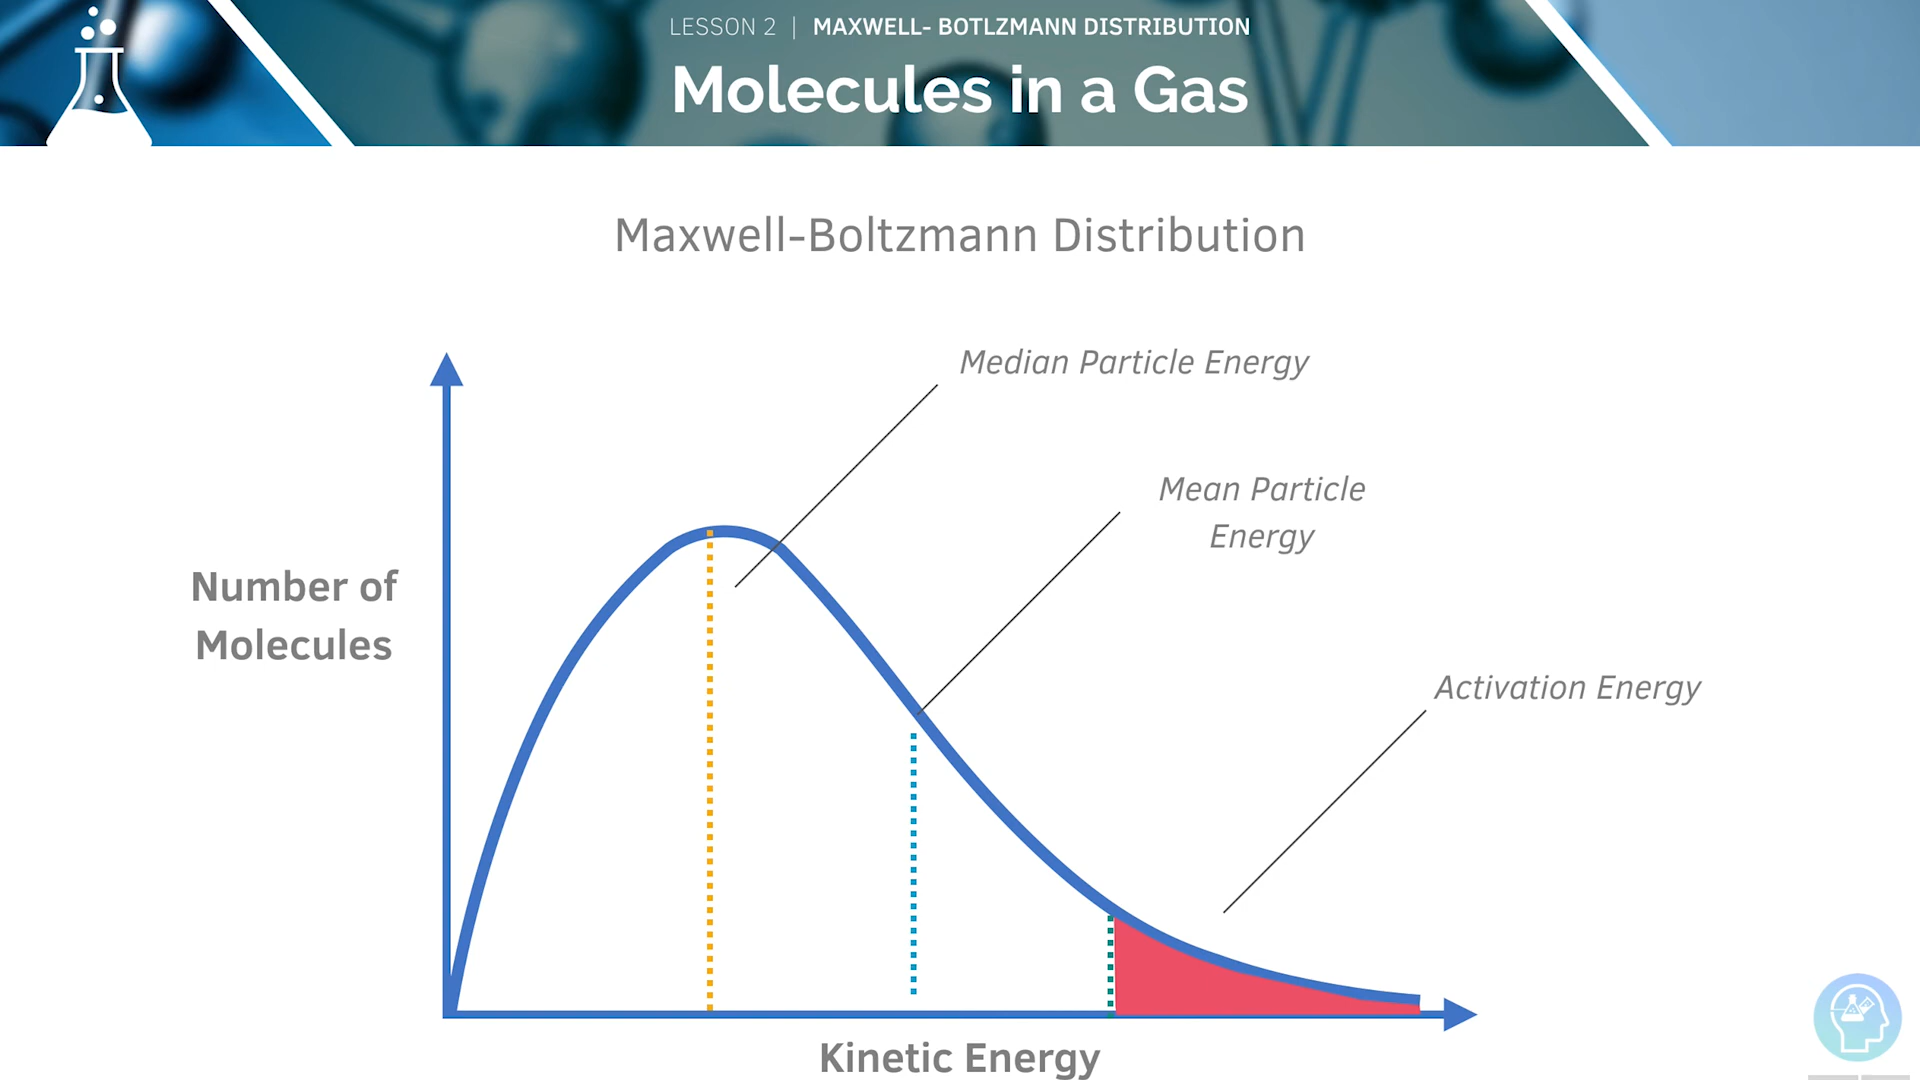 LESSON 2 | MAXWELL- BOTLZMANN DISTRIBUTION
Molecules in a Gas
Maxwell-Boltzmann Distribution
Median Particle Energy
Mean Particle
Energy
Number of
Molecules
Activation Energy
Kinetic Energy